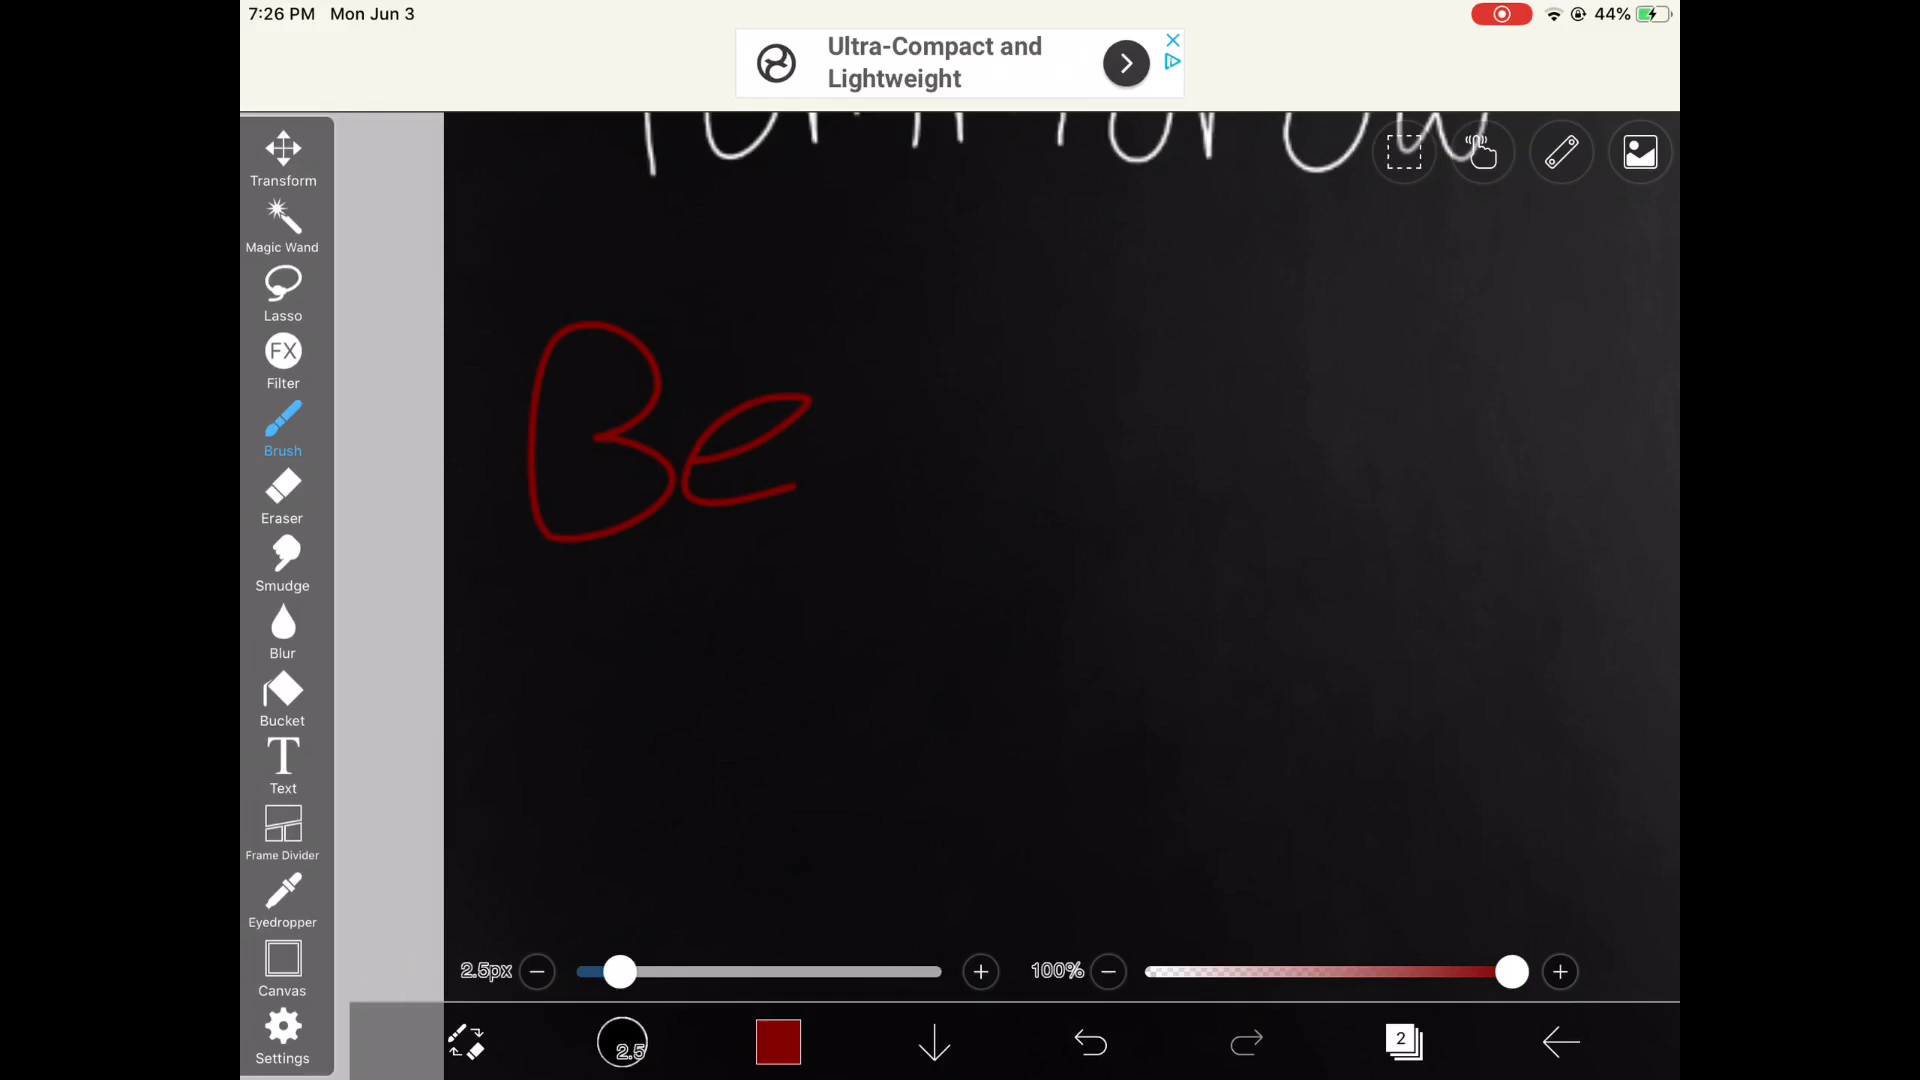 7:26 PM Mon Jun 3
44%
Ultra-Compact and
Lightweight
Transform
Magic Wand
Lasso
FX
Filter
Brush
Eraser
Smudge
Blur
Bucket
T
Text
Frame Divider
Eyedropper
Canvas
Settings
Be
2.5px
100%
2.5
2